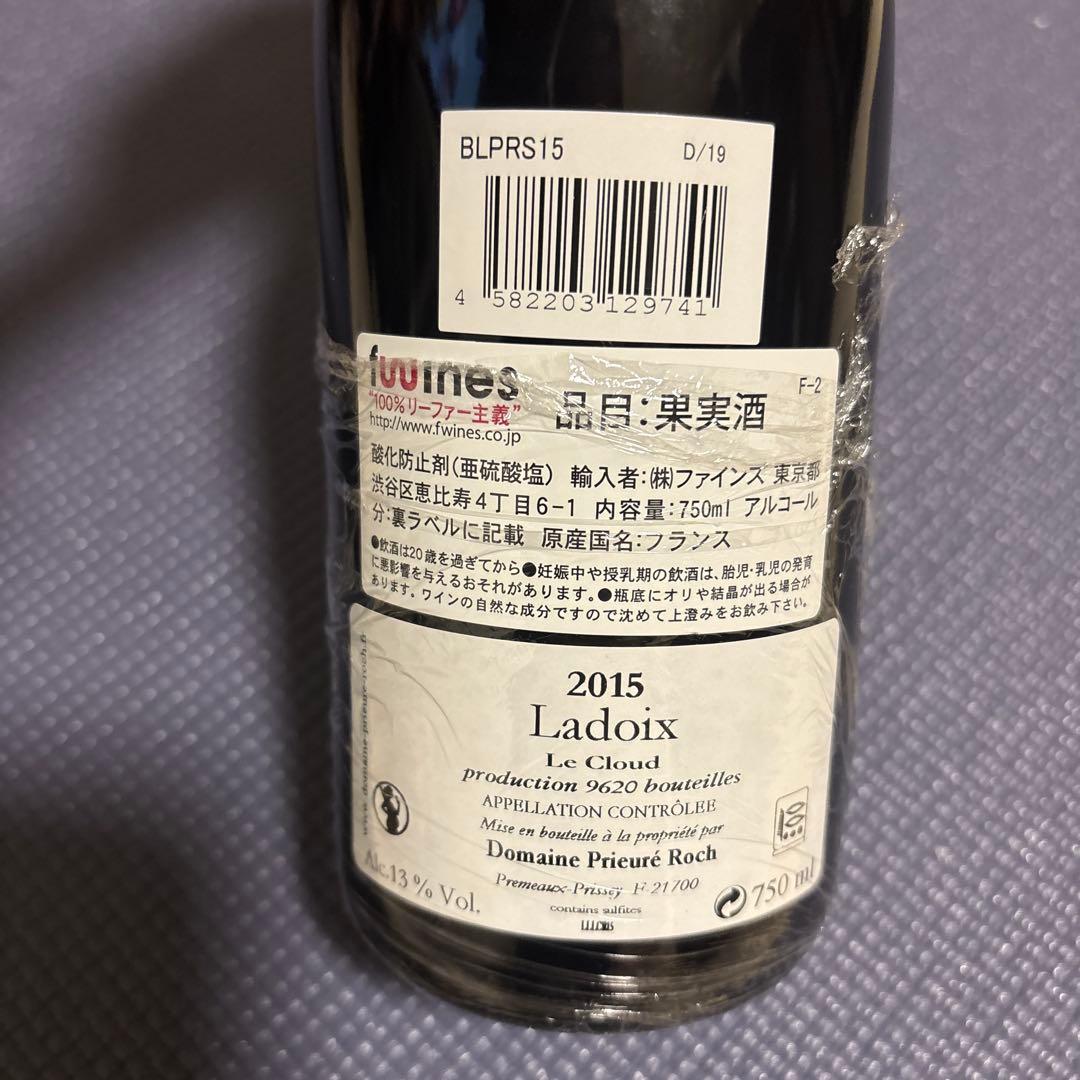 BLPRS15 D/19
4 582203 129741
fwines F-2
"100%リーファー主義"
http://www.fwines.co.jp
品目:果実酒
酸化防止剤(亜硫酸塩) 輸入者:㈱ファインズ 東京都
渋谷区恵比寿4丁目6-1 内容量:750ml アルコール
分:裏ラベルに記載 原産国名:フランス
●飲酒は20歳を過ぎてから●妊娠中や授乳期の飲酒は、胎児・乳児の発育
に悪影響を与えるおそれがあります。●瓶底にオリや結晶が出る場合が
あります。ワインの自然な成分ですので沈めて上澄みをお飲み下さい。
www.domaine-prieure-roch.fr
2015
Ladoix
Le Cloud
production 9620 bouteilles
APPELLATION CONTRÔLEE
Mise en bouteille à la propriété par
Domaine Prieuré Roch
Premeaux-Prissey F-21700
Alc.13 % Vol. 750 ml
contains sulfites